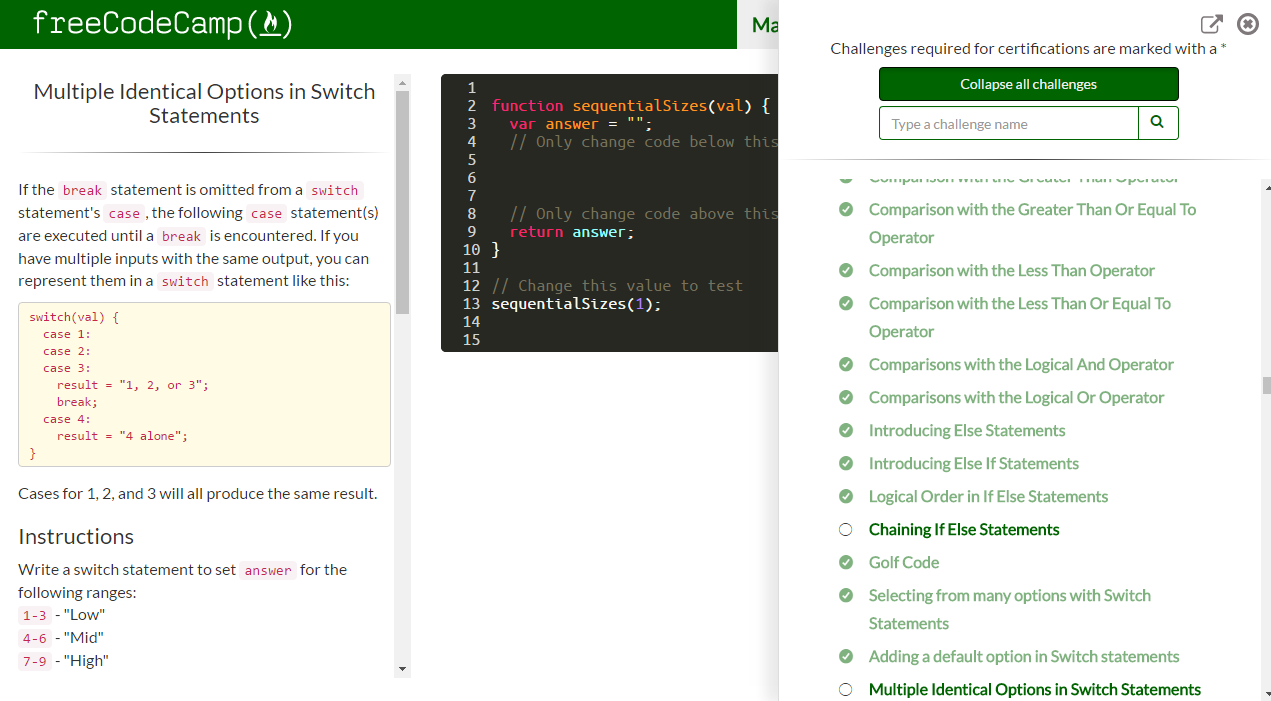 freeCodeCamp(🔥)
Ma
Multiple Identical Options in Switch
Statements
If the break statement is omitted from a switch
statement's case , the following case statement(s)
are executed until a break is encountered. If you
have multiple inputs with the same output, you can
represent them in a switch statement like this:
switch(val) {
  case 1:
  case 2:
  case 3:
    result = "1, 2, or 3";
    break;
  case 4:
    result = "4 alone";
}
Cases for 1, 2, and 3 will all produce the same result.
Instructions
Write a switch statement to set answer for the
following ranges:
1-3 - "Low"
4-6 - "Mid"
7-9 - "High"
1
2 function sequentialSizes(val) {
3   var answer = "";
4   // Only change code below this
5
6
7
8   // Only change code above this
9   return answer;
10 }
11
12 // Change this value to test
13 sequentialSizes(1);
14
15
Challenges required for certifications are marked with a *
Collapse all challenges
Type a challenge name
Comparison with the Greater Than Operator
Comparison with the Greater Than Or Equal To
Operator
Comparison with the Less Than Operator
Comparison with the Less Than Or Equal To
Operator
Comparisons with the Logical And Operator
Comparisons with the Logical Or Operator
Introducing Else Statements
Introducing Else If Statements
Logical Order in If Else Statements
Chaining If Else Statements
Golf Code
Selecting from many options with Switch
Statements
Adding a default option in Switch statements
Multiple Identical Options in Switch Statements